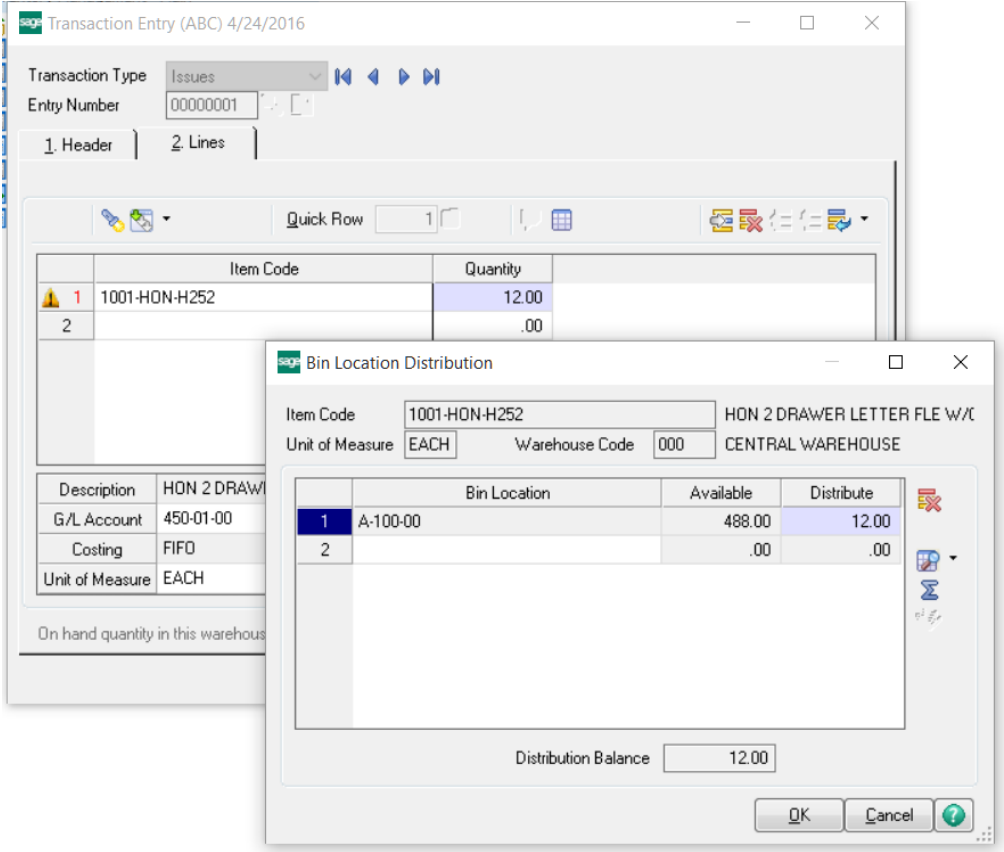 sage Transaction Entry (ABC) 4/24/2016
Transaction Type Issues
Entry Number 00000001
1. Header 2. Lines
Quick Row 1
Item Code Quantity
1 1001-HON-H252 12.00
2 .00
Description HON 2 DRAW
G/L Account 450-01-00
Costing FIFO
Unit of Measure EACH
On hand quantity in this warehous
sage Bin Location Distribution
Item Code 1001-HON-H252 HON 2 DRAWER LETTER FLE W/
Unit of Measure EACH Warehouse Code 000 CENTRAL WAREHOUSE
Bin Location Available Distribute
1 A-100-00 488.00 12.00
2 .00 .00
Distribution Balance 12.00
OK Cancel